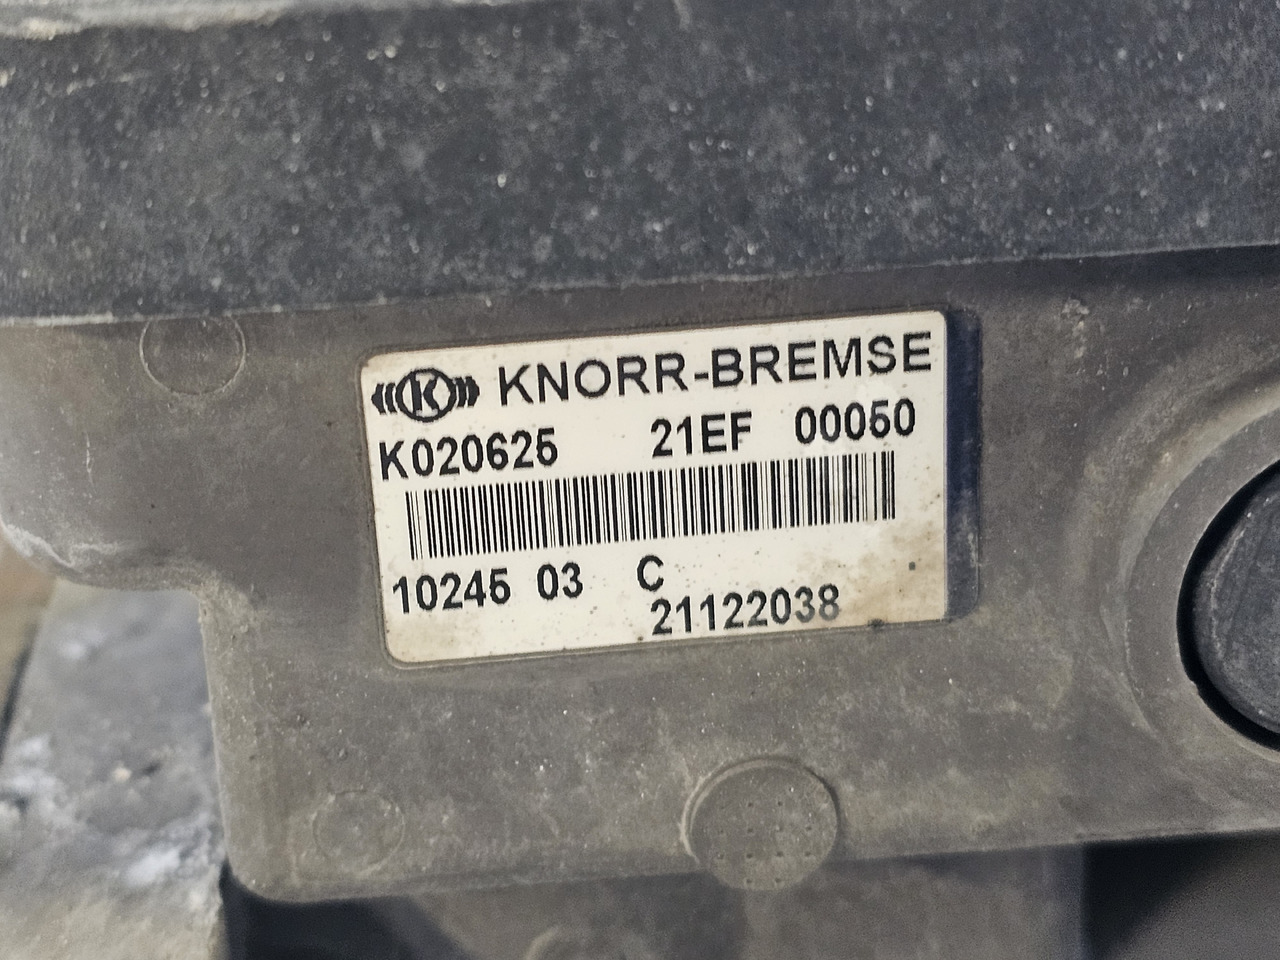 K KNORR-BREMSE
K020625 21EF 00050
10245 03 C
21122038